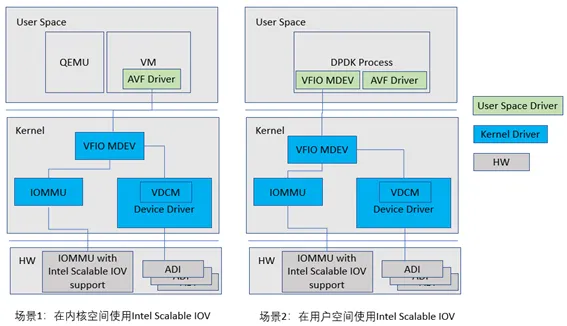 User Space
QEMU
VM
AVF Driver
Kernel
VFIO MDEV
IOMMU
VDCM
Device Driver
HW
IOMMU with
Intel Scalable IOV
support
ADI
ADI
场景1：在内核空间使用Intel Scalable IOV
User Space
DPDK Process
VFIO MDEV
AVF Driver
Kernel
VFIO MDEV
IOMMU
VDCM
Device Driver
HW
IOMMU with
Intel Scalable IOV
support
ADI
ADI
场景2：在用户空间使用Intel Scalable IOV
User Space Driver
Kernel Driver
HW